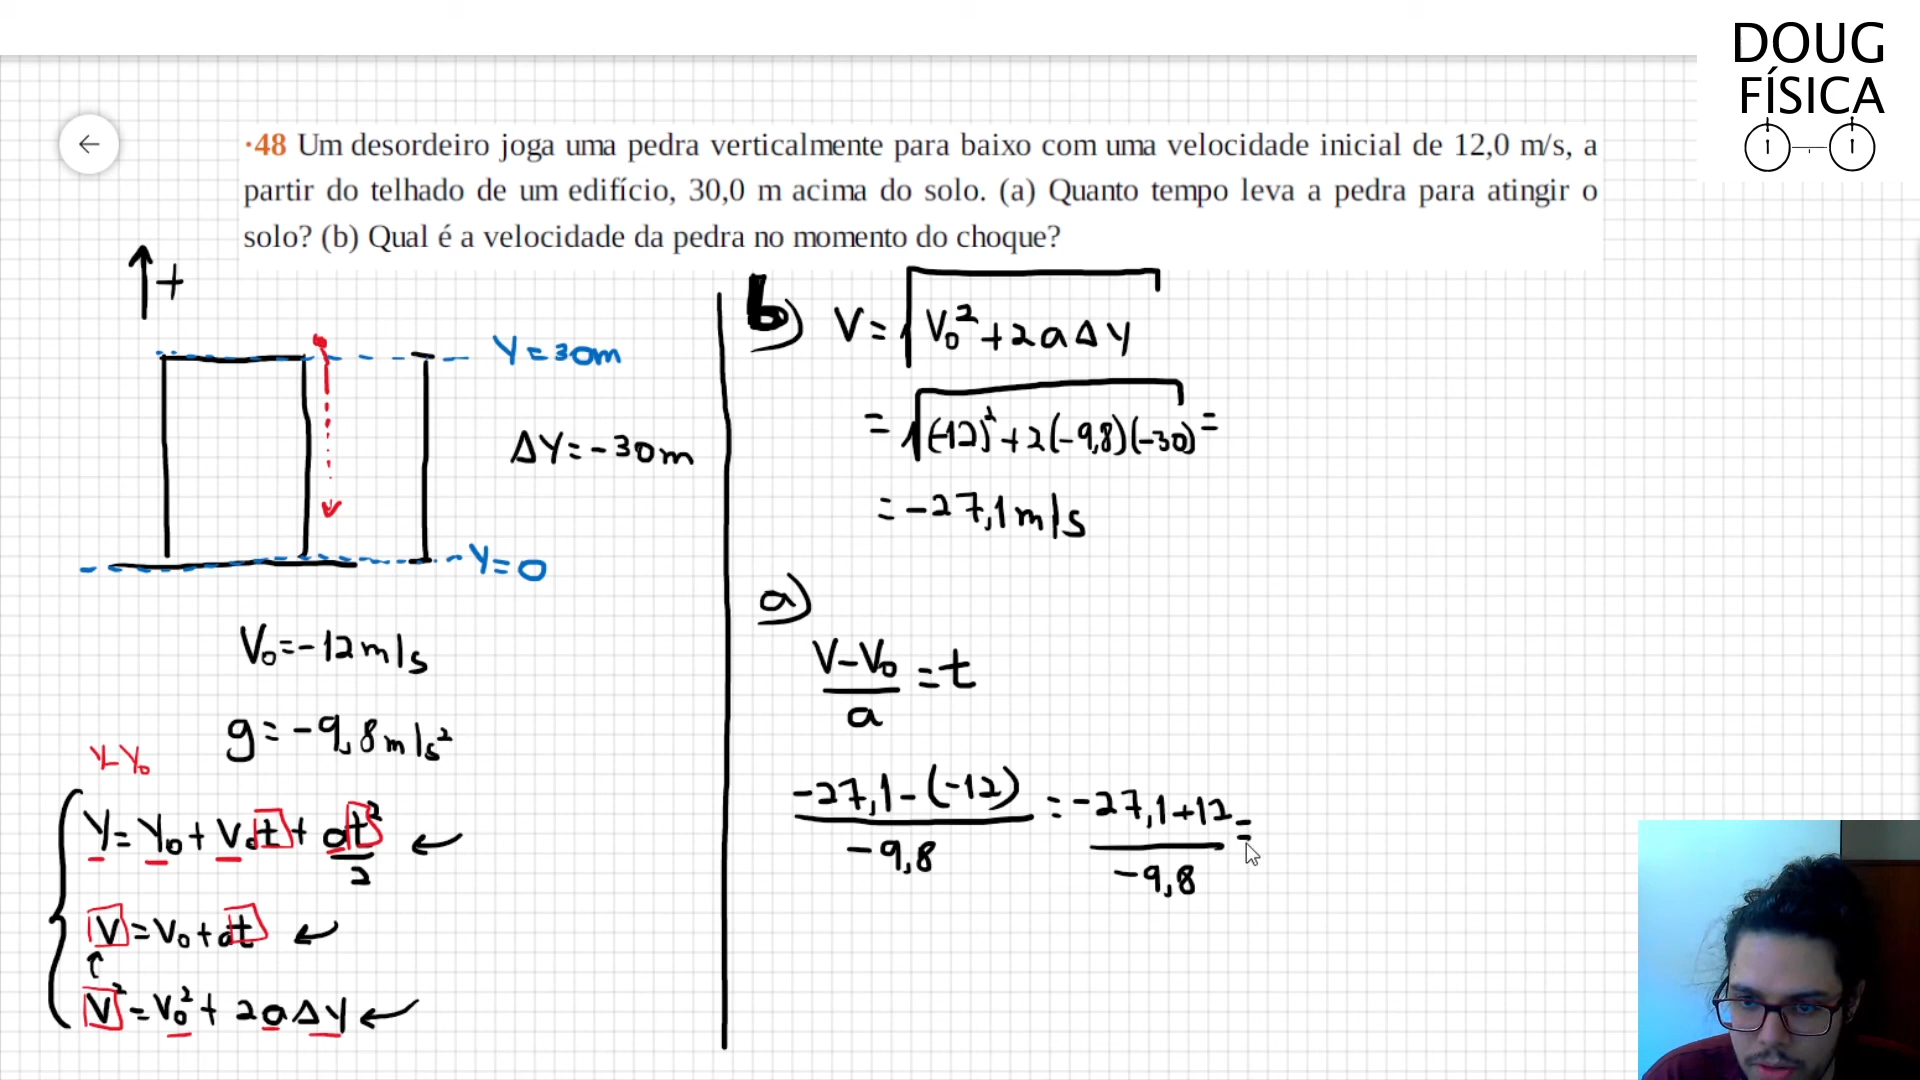 DOUG
FÍSICA
·48 Um desordeiro joga uma pedra verticalmente para baixo com uma velocidade inicial de 12,0 m/s, a
partir do telhado de um edifício, 30,0 m acima do solo. (a) Quanto tempo leva a pedra para atingir o
solo? (b) Qual é a velocidade da pedra no momento do choque?
+
Y=30m
ΔY=-30m
Y=0
V₀=-12m/s
g=-9,8m/s²
Y-Y₀
Y=Y₀+V₀t+at²/2
V=V₀+at
V²=V₀²+2aΔY
b) V=√V₀²+2aΔY
=√(-12)²+2(-9,8)(-30)=
=-27,1m/s
a)
V-V₀/a=t
-27,1-(-12)/-9,8=-27,1+12/-9,8=